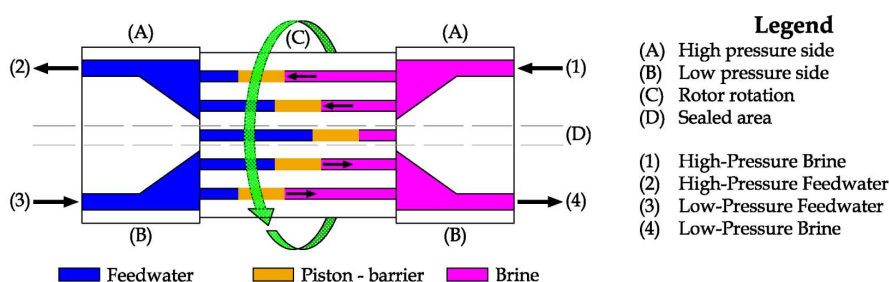 (A) (C) (A)
(2) (1)
(D)
(3) (4)
(B) (B)
Feedwater Piston - barrier Brine
Legend
(A) High pressure side
(B) Low pressure side
(C) Rotor rotation
(D) Sealed area
(1) High-Pressure Brine
(2) High-Pressure Feedwater
(3) Low-Pressure Feedwater
(4) Low-Pressure Brine